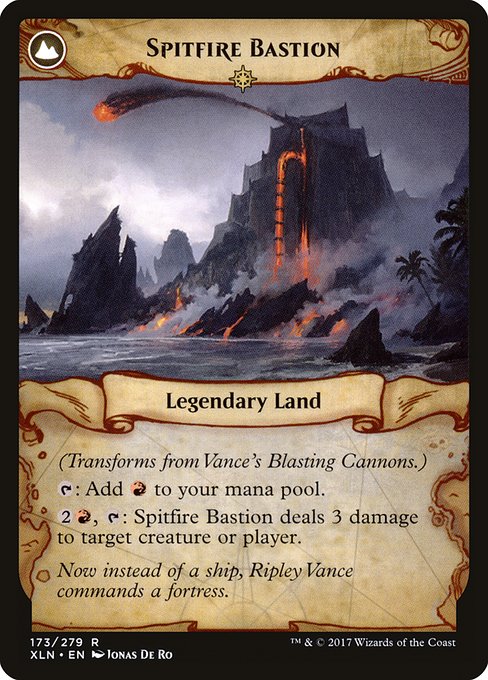 Spitfire Bastion
Legendary Land
(Transforms from Vance's Blasting Cannons.)
: Add to your mana pool.
2 , : Spitfire Bastion deals 3 damage
to target creature or player.
Now instead of a ship, Ripley Vance
commands a fortress.
173/279 R
XLN • EN Jonas De Ro
™ & © 2017 Wizards of the Coast